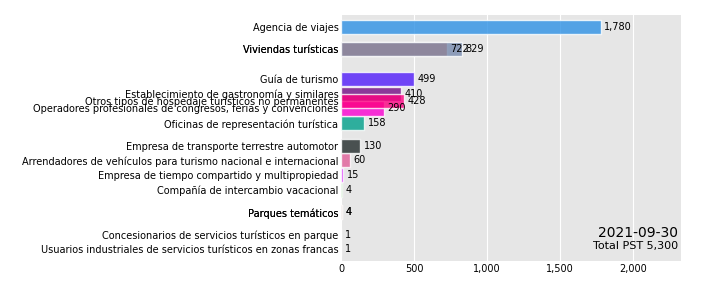 Agencia de viajes 1,780
Viviendas turísticas 829
Guía de turismo 499
Establecimiento de gastronomía y similares 410
Otros tipos de hospedaje turísticos no permanentes 428
Operadores profesionales de congresos, ferias y convenciones 290
Oficinas de representación turística 158
Empresa de transporte terrestre automotor 130
Arrendadores de vehículos para turismo nacional e internacional 60
Empresa de tiempo compartido y multipropiedad 15
Compañía de intercambio vacacional 4
Parques temáticos 4
Concesionarios de servicios turísticos en parque 1
Usuarios industriales de servicios turísticos en zonas francas 1
2021-09-30
Total PST 5,300
0 500 1,000 1,500 2,000